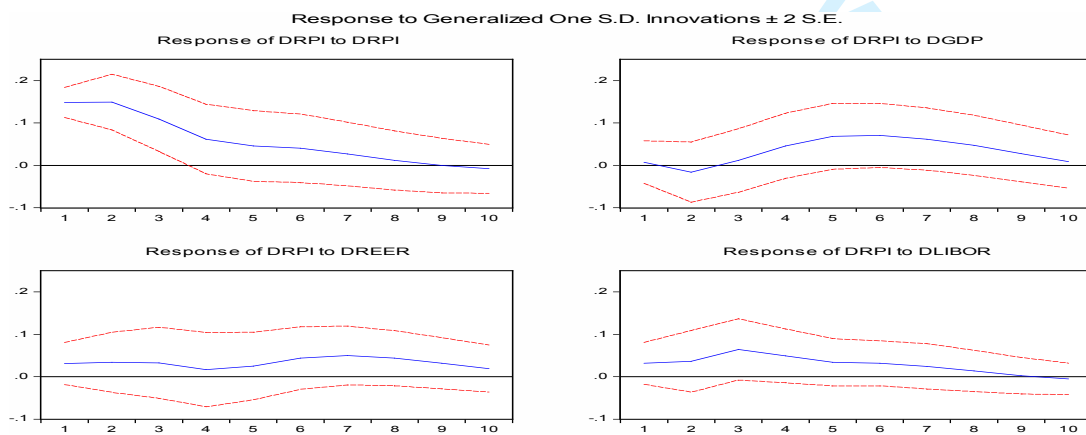 Response to Generalized One S.D. Innovations ± 2 S.E.
Response of DRPI to DRPI
.2
.1
.0
-.1
1 2 3 4 5 6 7 8 9 10
Response of DRPI to DGDP
.2
.1
.0
-.1
1 2 3 4 5 6 7 8 9 10
Response of DRPI to DREER
.2
.1
.0
-.1
1 2 3 4 5 6 7 8 9 10
Response of DRPI to DLIBOR
.2
.1
.0
-.1
1 2 3 4 5 6 7 8 9 10